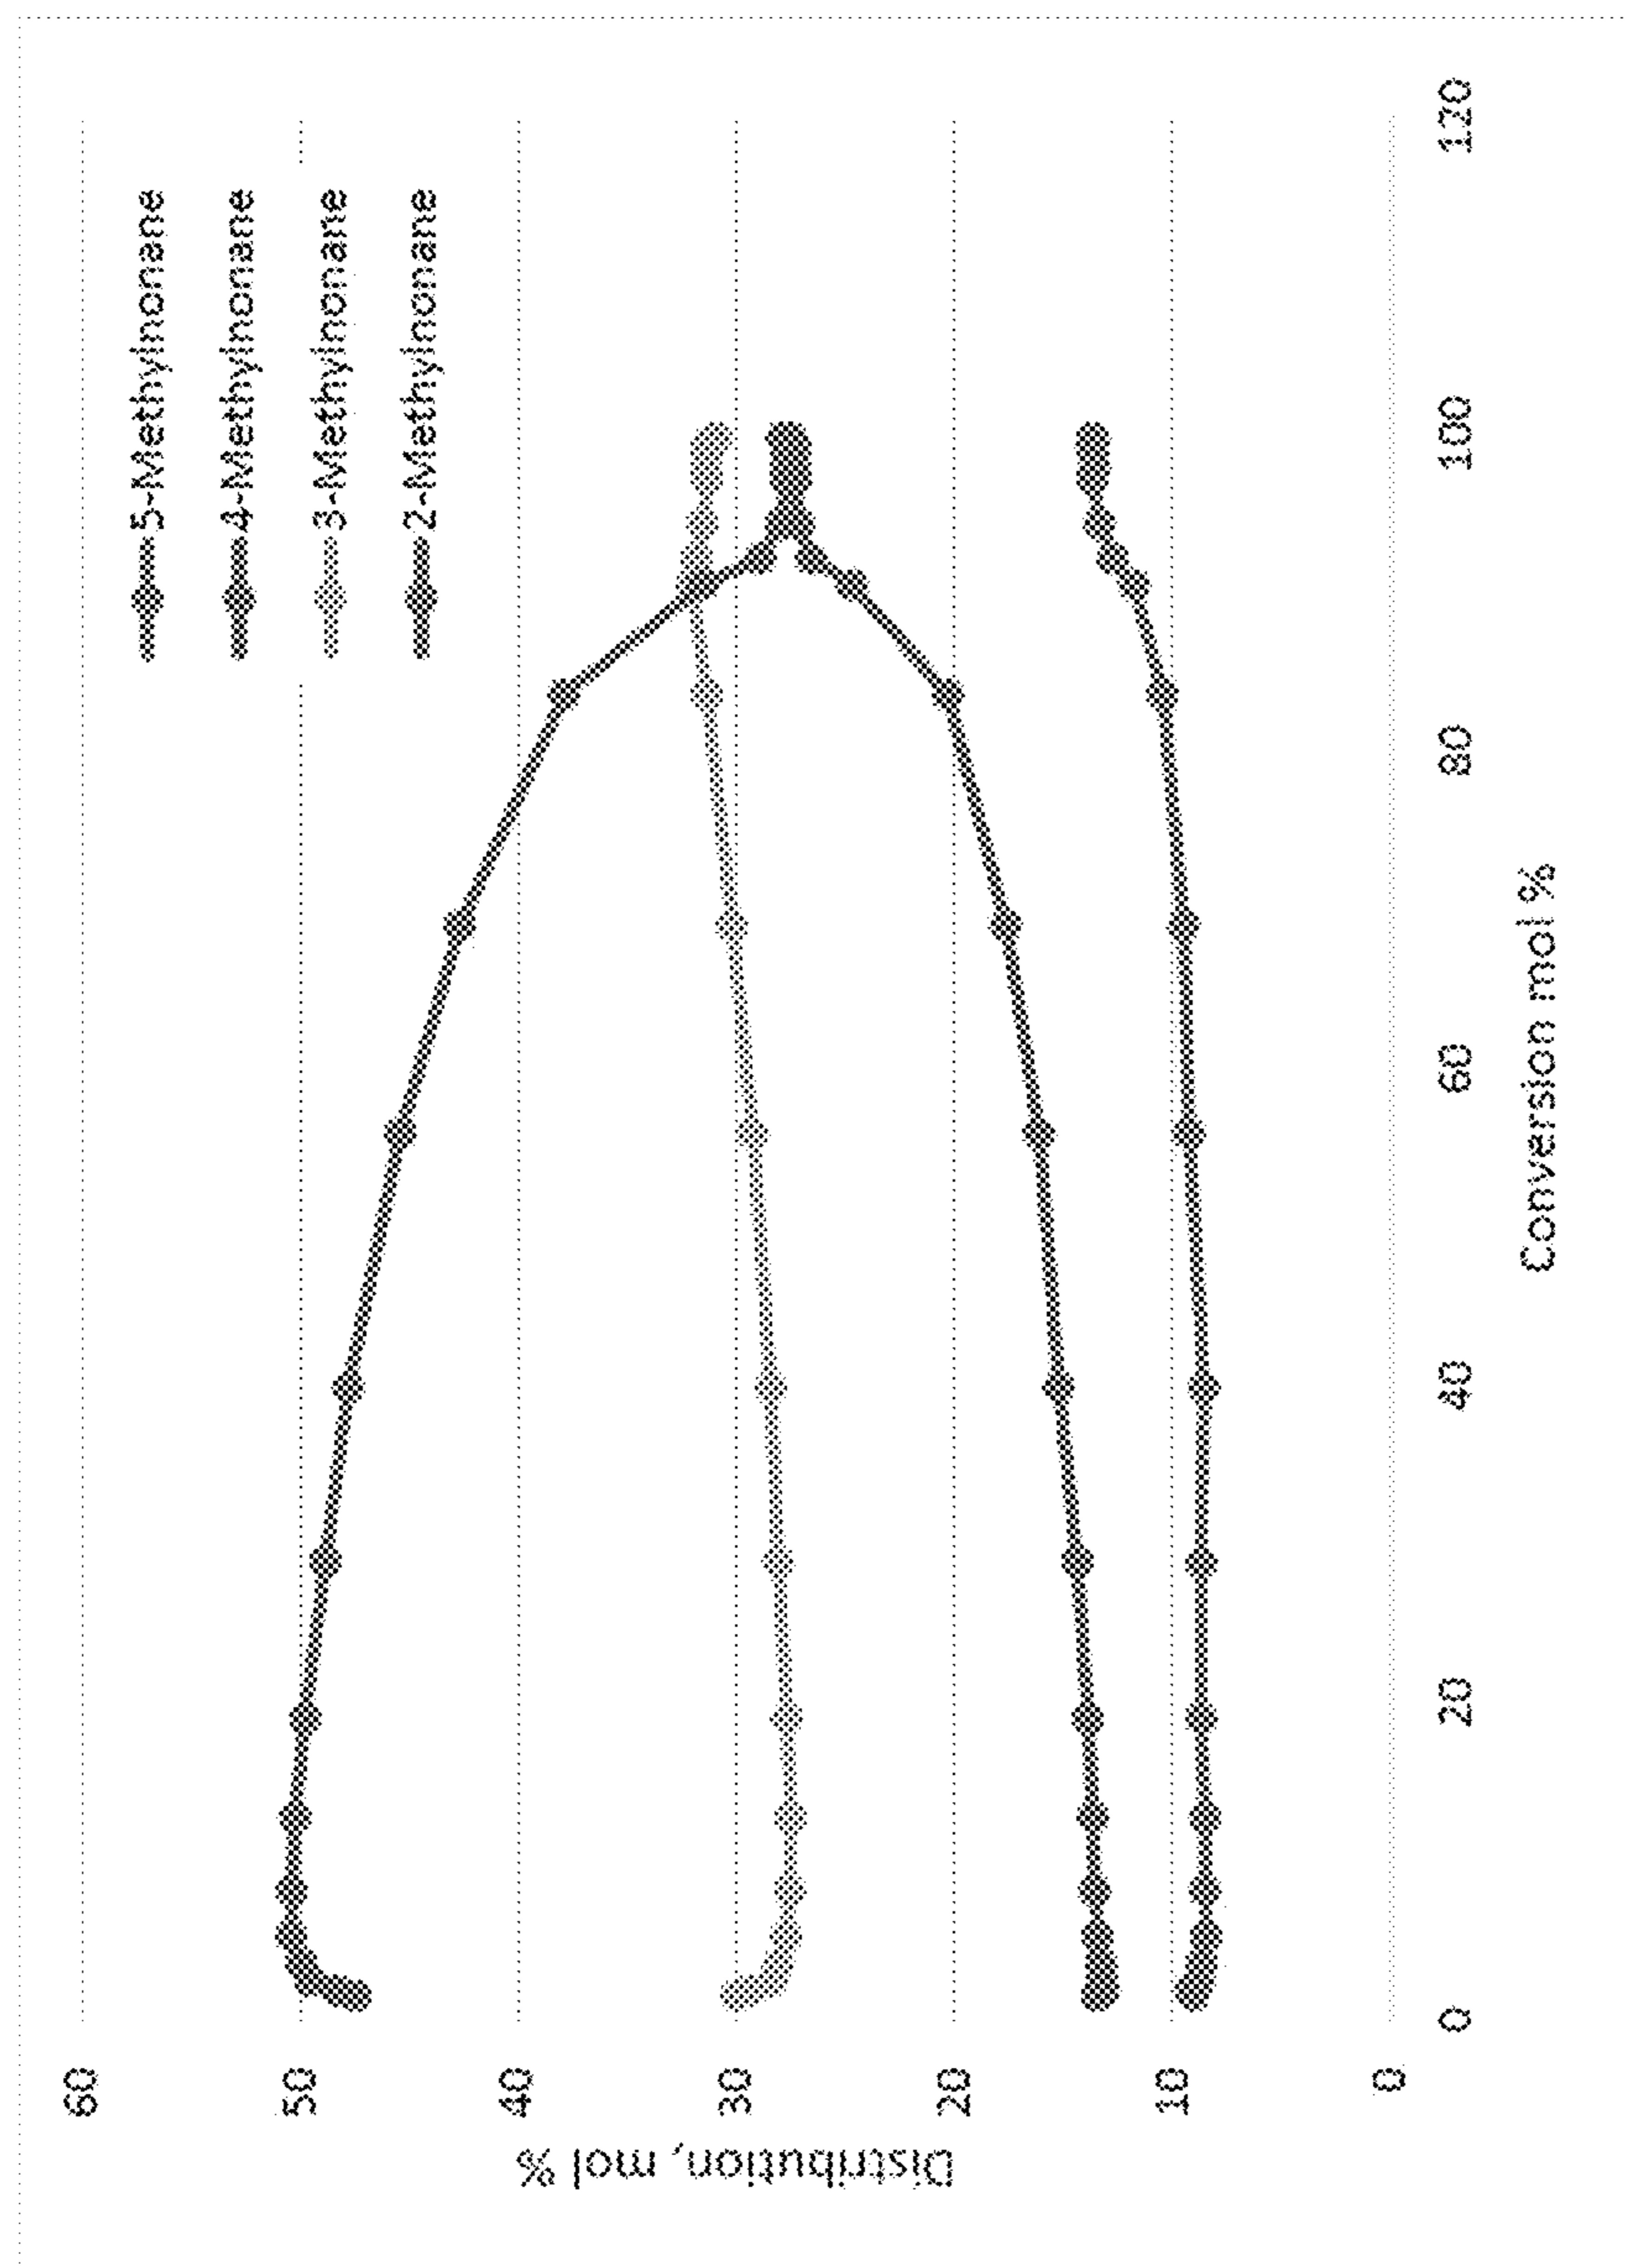 5-Methylnonane
4-Methylnonane
3-Methylnonane
2-Methylnonane
60
50
40
30
20
10
0
Distribution, mol %
0
20
40
60
80
100
120
Conversion mol %